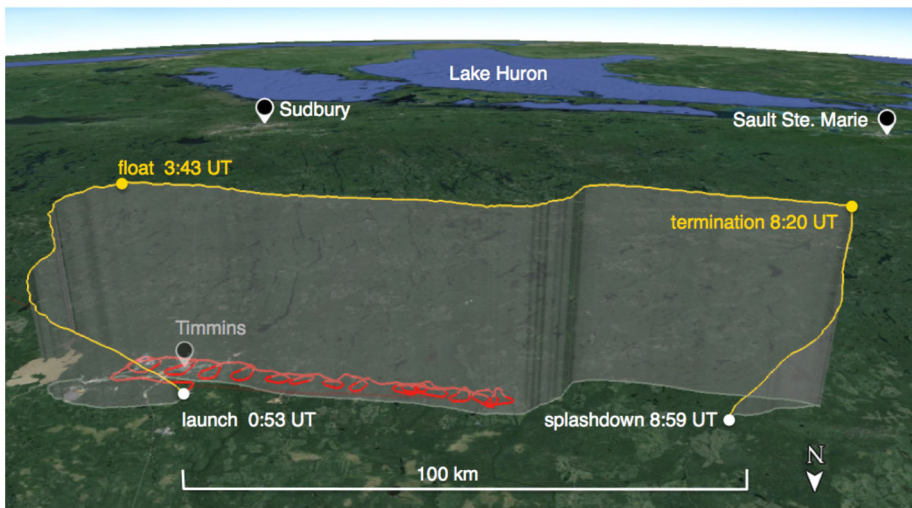 Lake Huron
Sudbury
Sault Ste. Marie
float 3:43 UT
termination 8:20 UT
Timmins
launch 0:53 UT
splashdown 8:59 UT
100 km
N